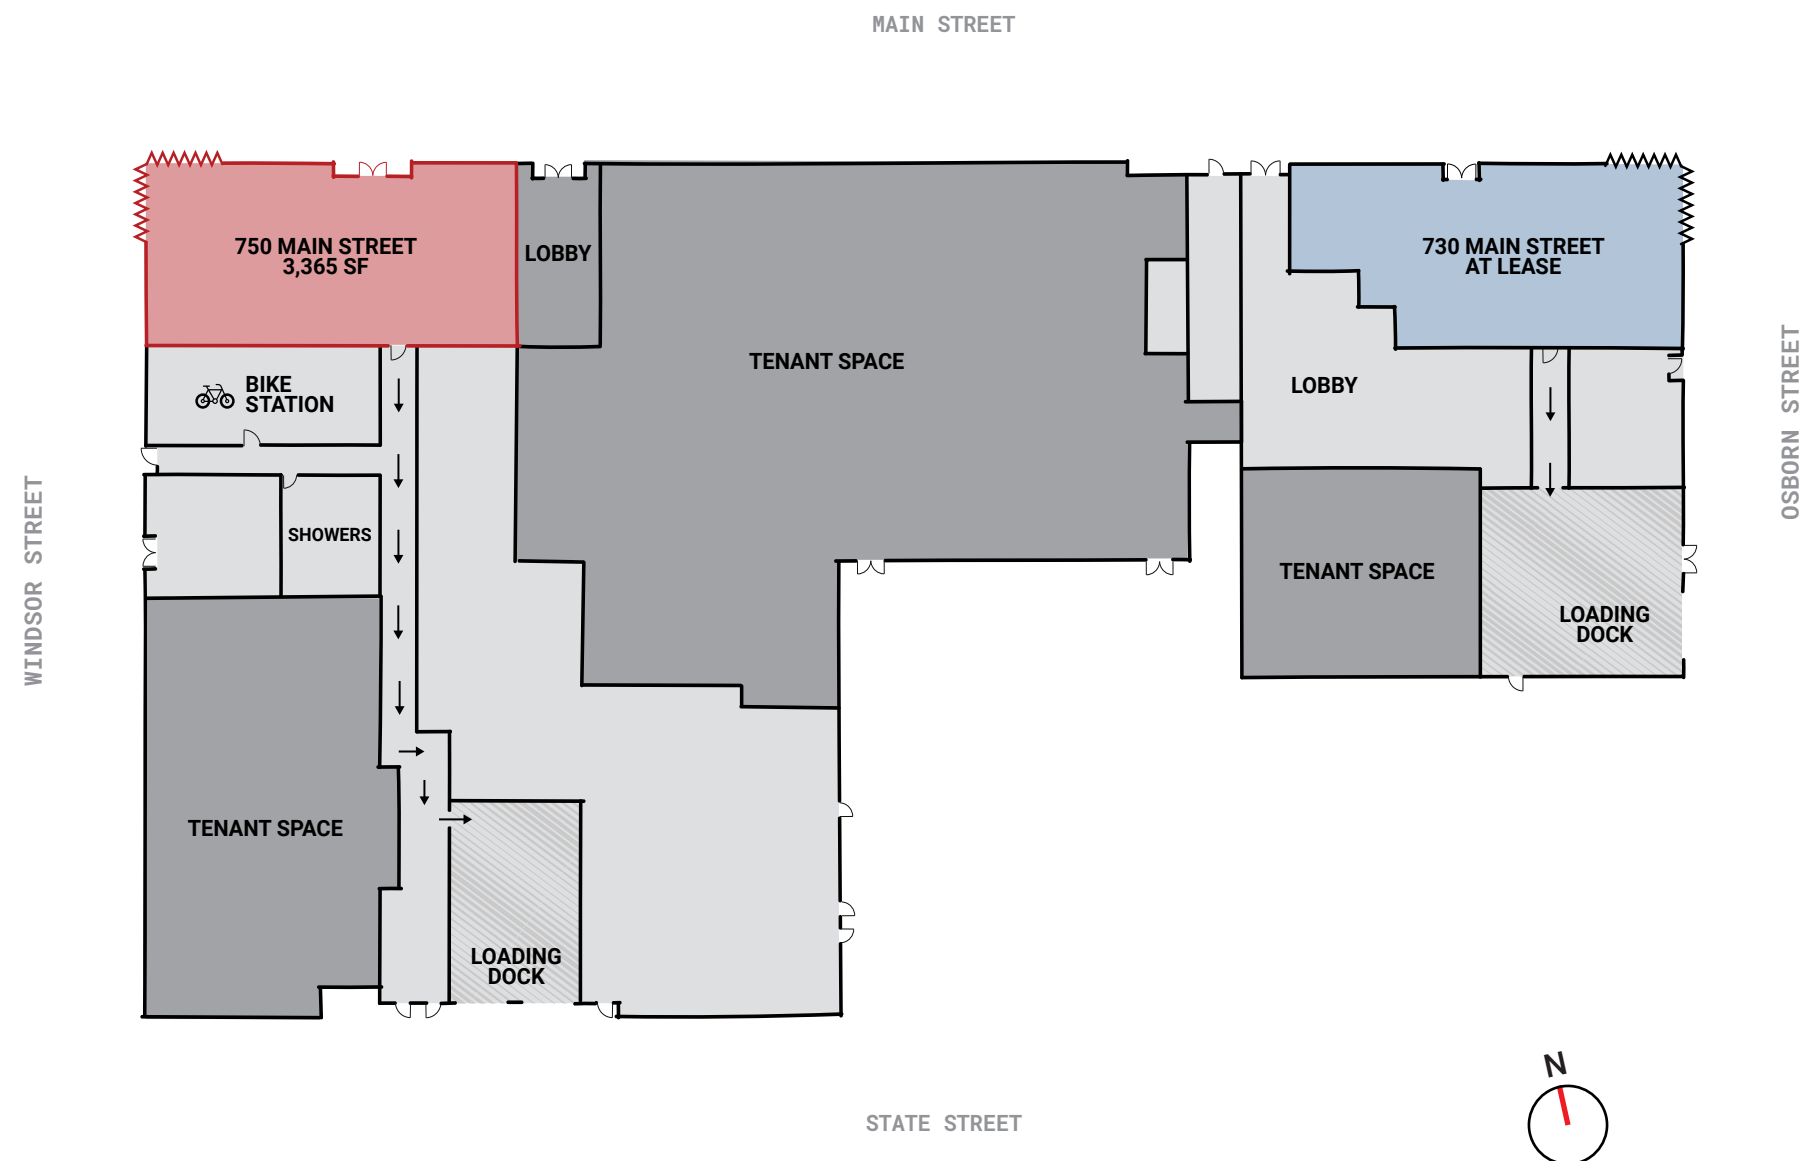 MAIN STREET
750 MAIN STREET
3,365 SF
LOBBY
730 MAIN STREET
AT LEASE
TENANT SPACE
BIKE
STATION
LOBBY
WINDSOR STREET
OSBORN STREET
SHOWERS
TENANT SPACE
LOADING
DOCK
TENANT SPACE
LOADING
DOCK
N
STATE STREET